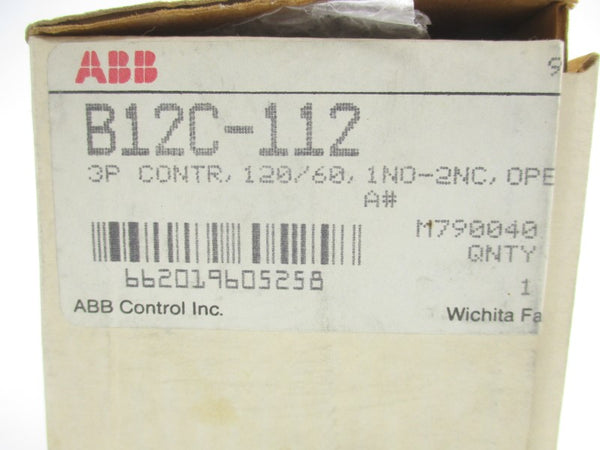 ABB
9
B12C-112
3P CONTR, 120/60, 1NO-2NC, OPE
A#
M790040
QNTY
662019605258
1
ABB Control Inc.
Wichita Fa